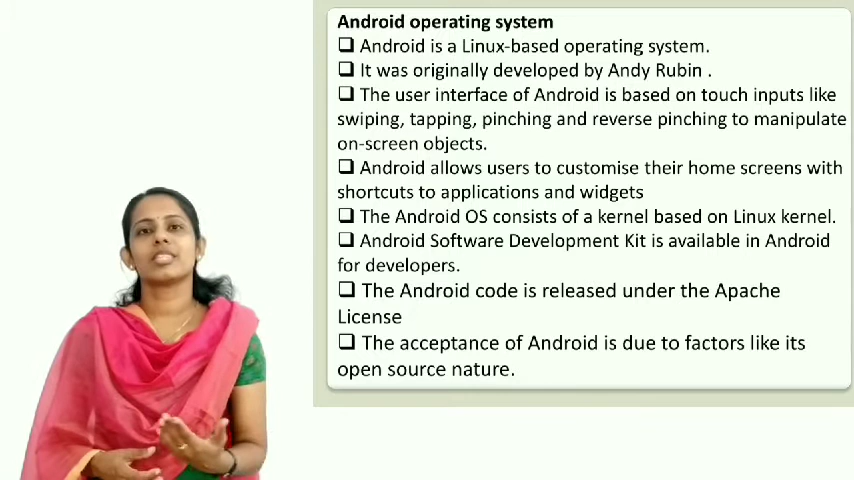 Android operating system
❑ Android is a Linux-based operating system.
❑ It was originally developed by Andy Rubin .
❑ The user interface of Android is based on touch inputs like
swiping, tapping, pinching and reverse pinching to manipulate
on-screen objects.
❑ Android allows users to customise their home screens with
shortcuts to applications and widgets
❑ The Android OS consists of a kernel based on Linux kernel.
❑ Android Software Development Kit is available in Android
for developers.
❑ The Android code is released under the Apache
License
❑ The acceptance of Android is due to factors like its
open source nature.